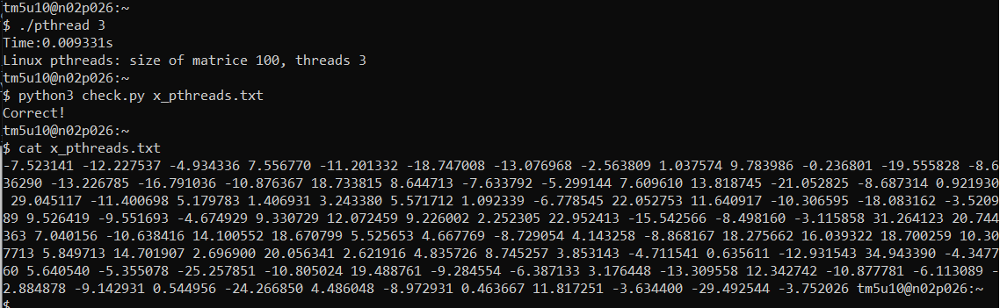 tm5u10@n02p026:~
$ ./pthread 3
Time:0.009331s
Linux pthreads: size of matrice 100, threads 3
tm5u10@n02p026:~
$ python3 check.py x_pthreads.txt
Correct!
tm5u10@n02p026:~
$ cat x_pthreads.txt
-7.523141 -12.227537 -4.934336 7.556770 -11.201332 -18.747008 -13.076968 -2.563809 1.037574 9.783986 -0.236801 -19.555828 -8.6
36290 -13.226785 -16.791036 -10.876367 18.733815 8.644713 -7.633792 -5.299144 7.609610 13.818745 -21.052825 -8.687314 0.921930
 29.045117 -11.400698 5.179783 1.406931 3.243380 5.571712 1.092339 -6.778545 22.052753 11.640917 -10.306595 -18.083162 -3.5209
89 9.526419 -9.551693 -4.674929 9.330729 12.072459 9.226002 2.252305 22.952413 -15.542566 -8.498160 -3.115858 31.264123 20.744
363 7.040156 -10.638416 14.100552 18.670799 5.525653 4.667769 -8.729054 4.143258 -8.868167 18.275662 16.039322 18.700259 10.30
7713 5.849713 14.701907 2.696900 20.056341 2.621916 4.835726 8.745257 3.853143 -4.711541 0.635611 -12.931543 34.943390 -4.3477
60 5.640540 -5.355078 -25.257851 -10.805024 19.488761 -9.284554 -6.387133 3.176448 -13.309558 12.342742 -10.877781 -6.113089 -
2.884878 -9.142931 0.544956 -24.266850 4.486048 -8.972931 0.463667 11.817251 -3.634400 -29.492544 -3.752026 tm5u10@n02p026:~
$